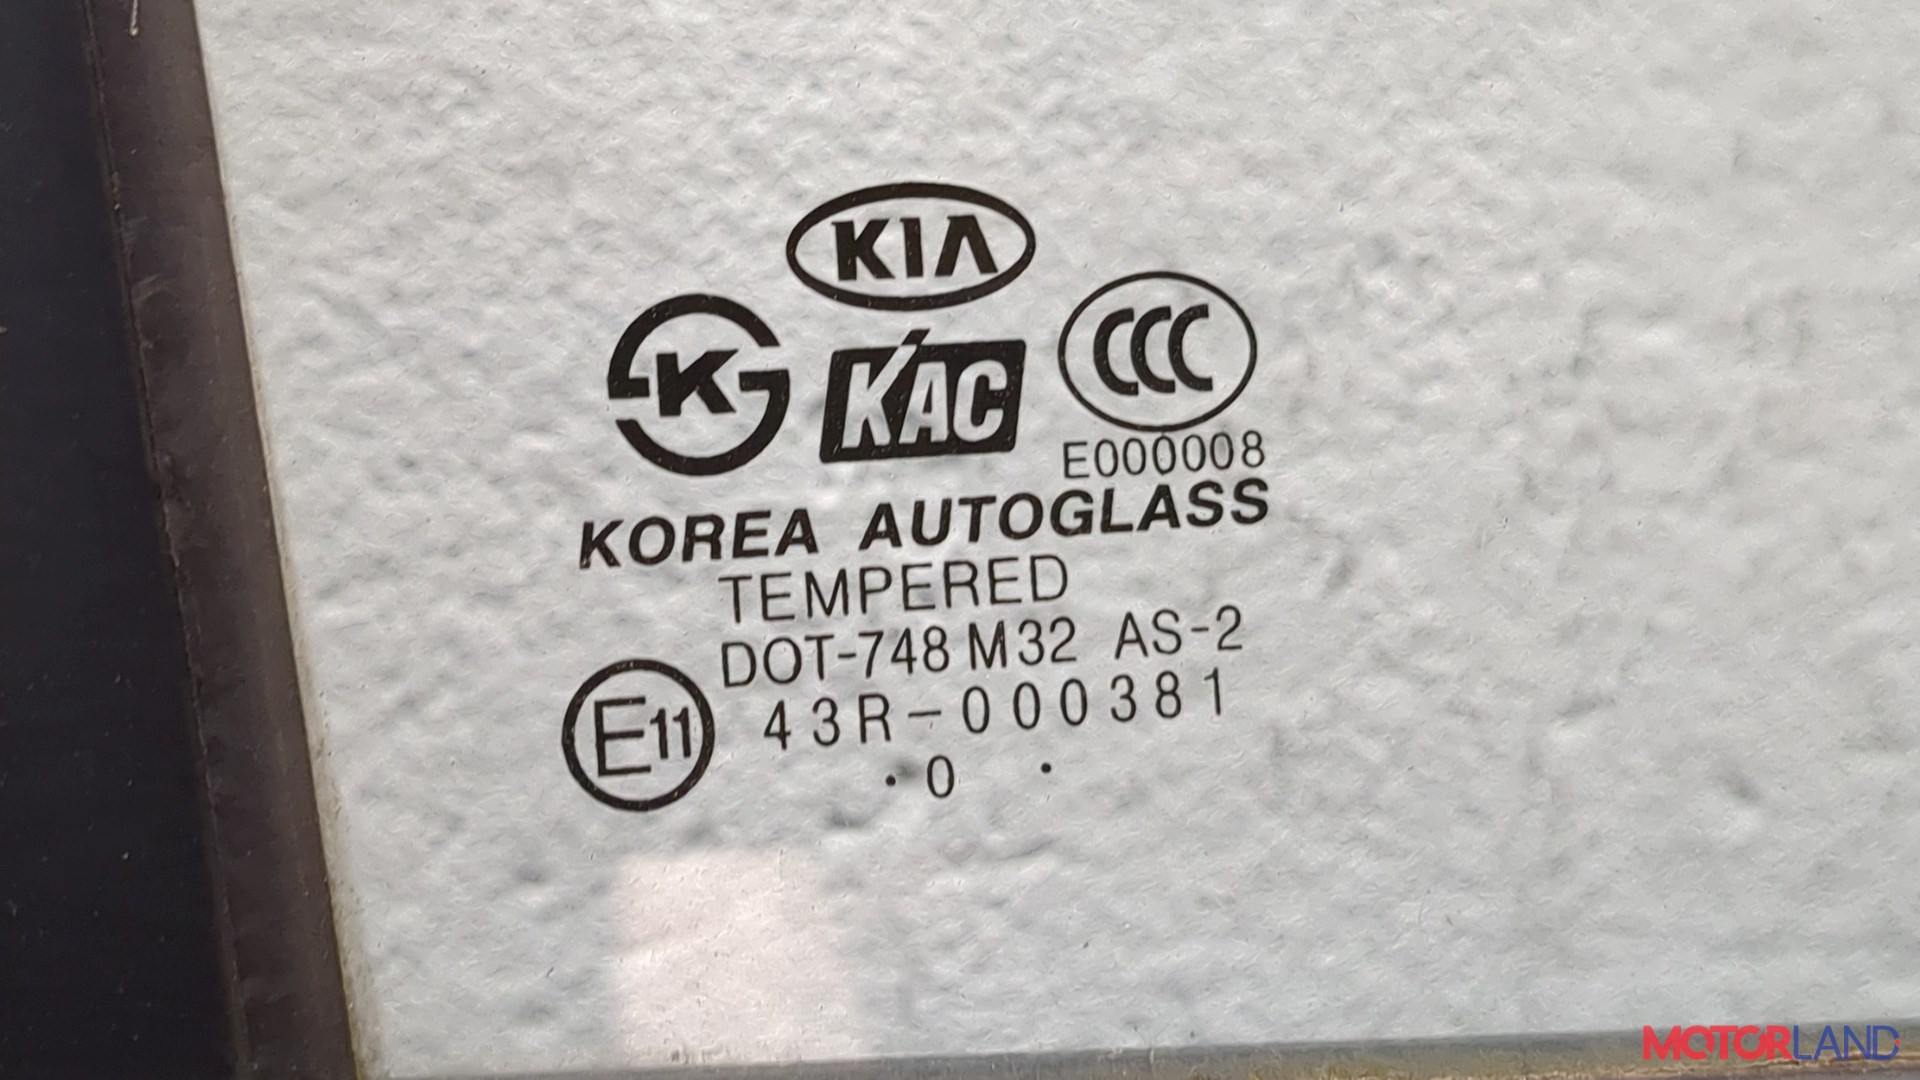 KIA
K
KAC
CCC
E000008
KOREA AUTOGLASS
TEMPERED
DOT-748 M32 AS-2
E11
43R-000381
. 0 .
MOTORLAND